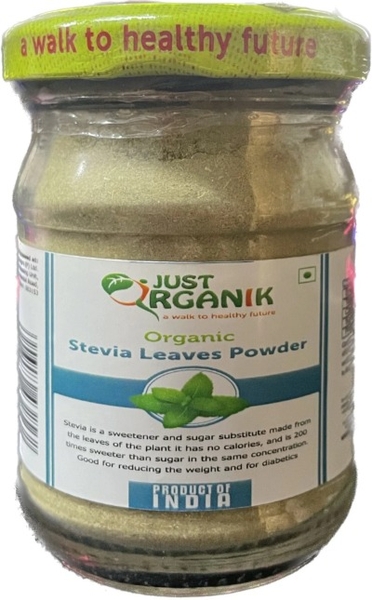 a walk to healthy future
JUST
ORGANIK
a walk to healthy future
Organic
Stevia Leaves Powder
Stevia is a sweetener and sugar substitute made from
the leaves of the plant it has no calories, and is 200
times sweeter than sugar in the same concentration.
Good for reducing the weight and for diabetics
PRODUCT OF
INDIA